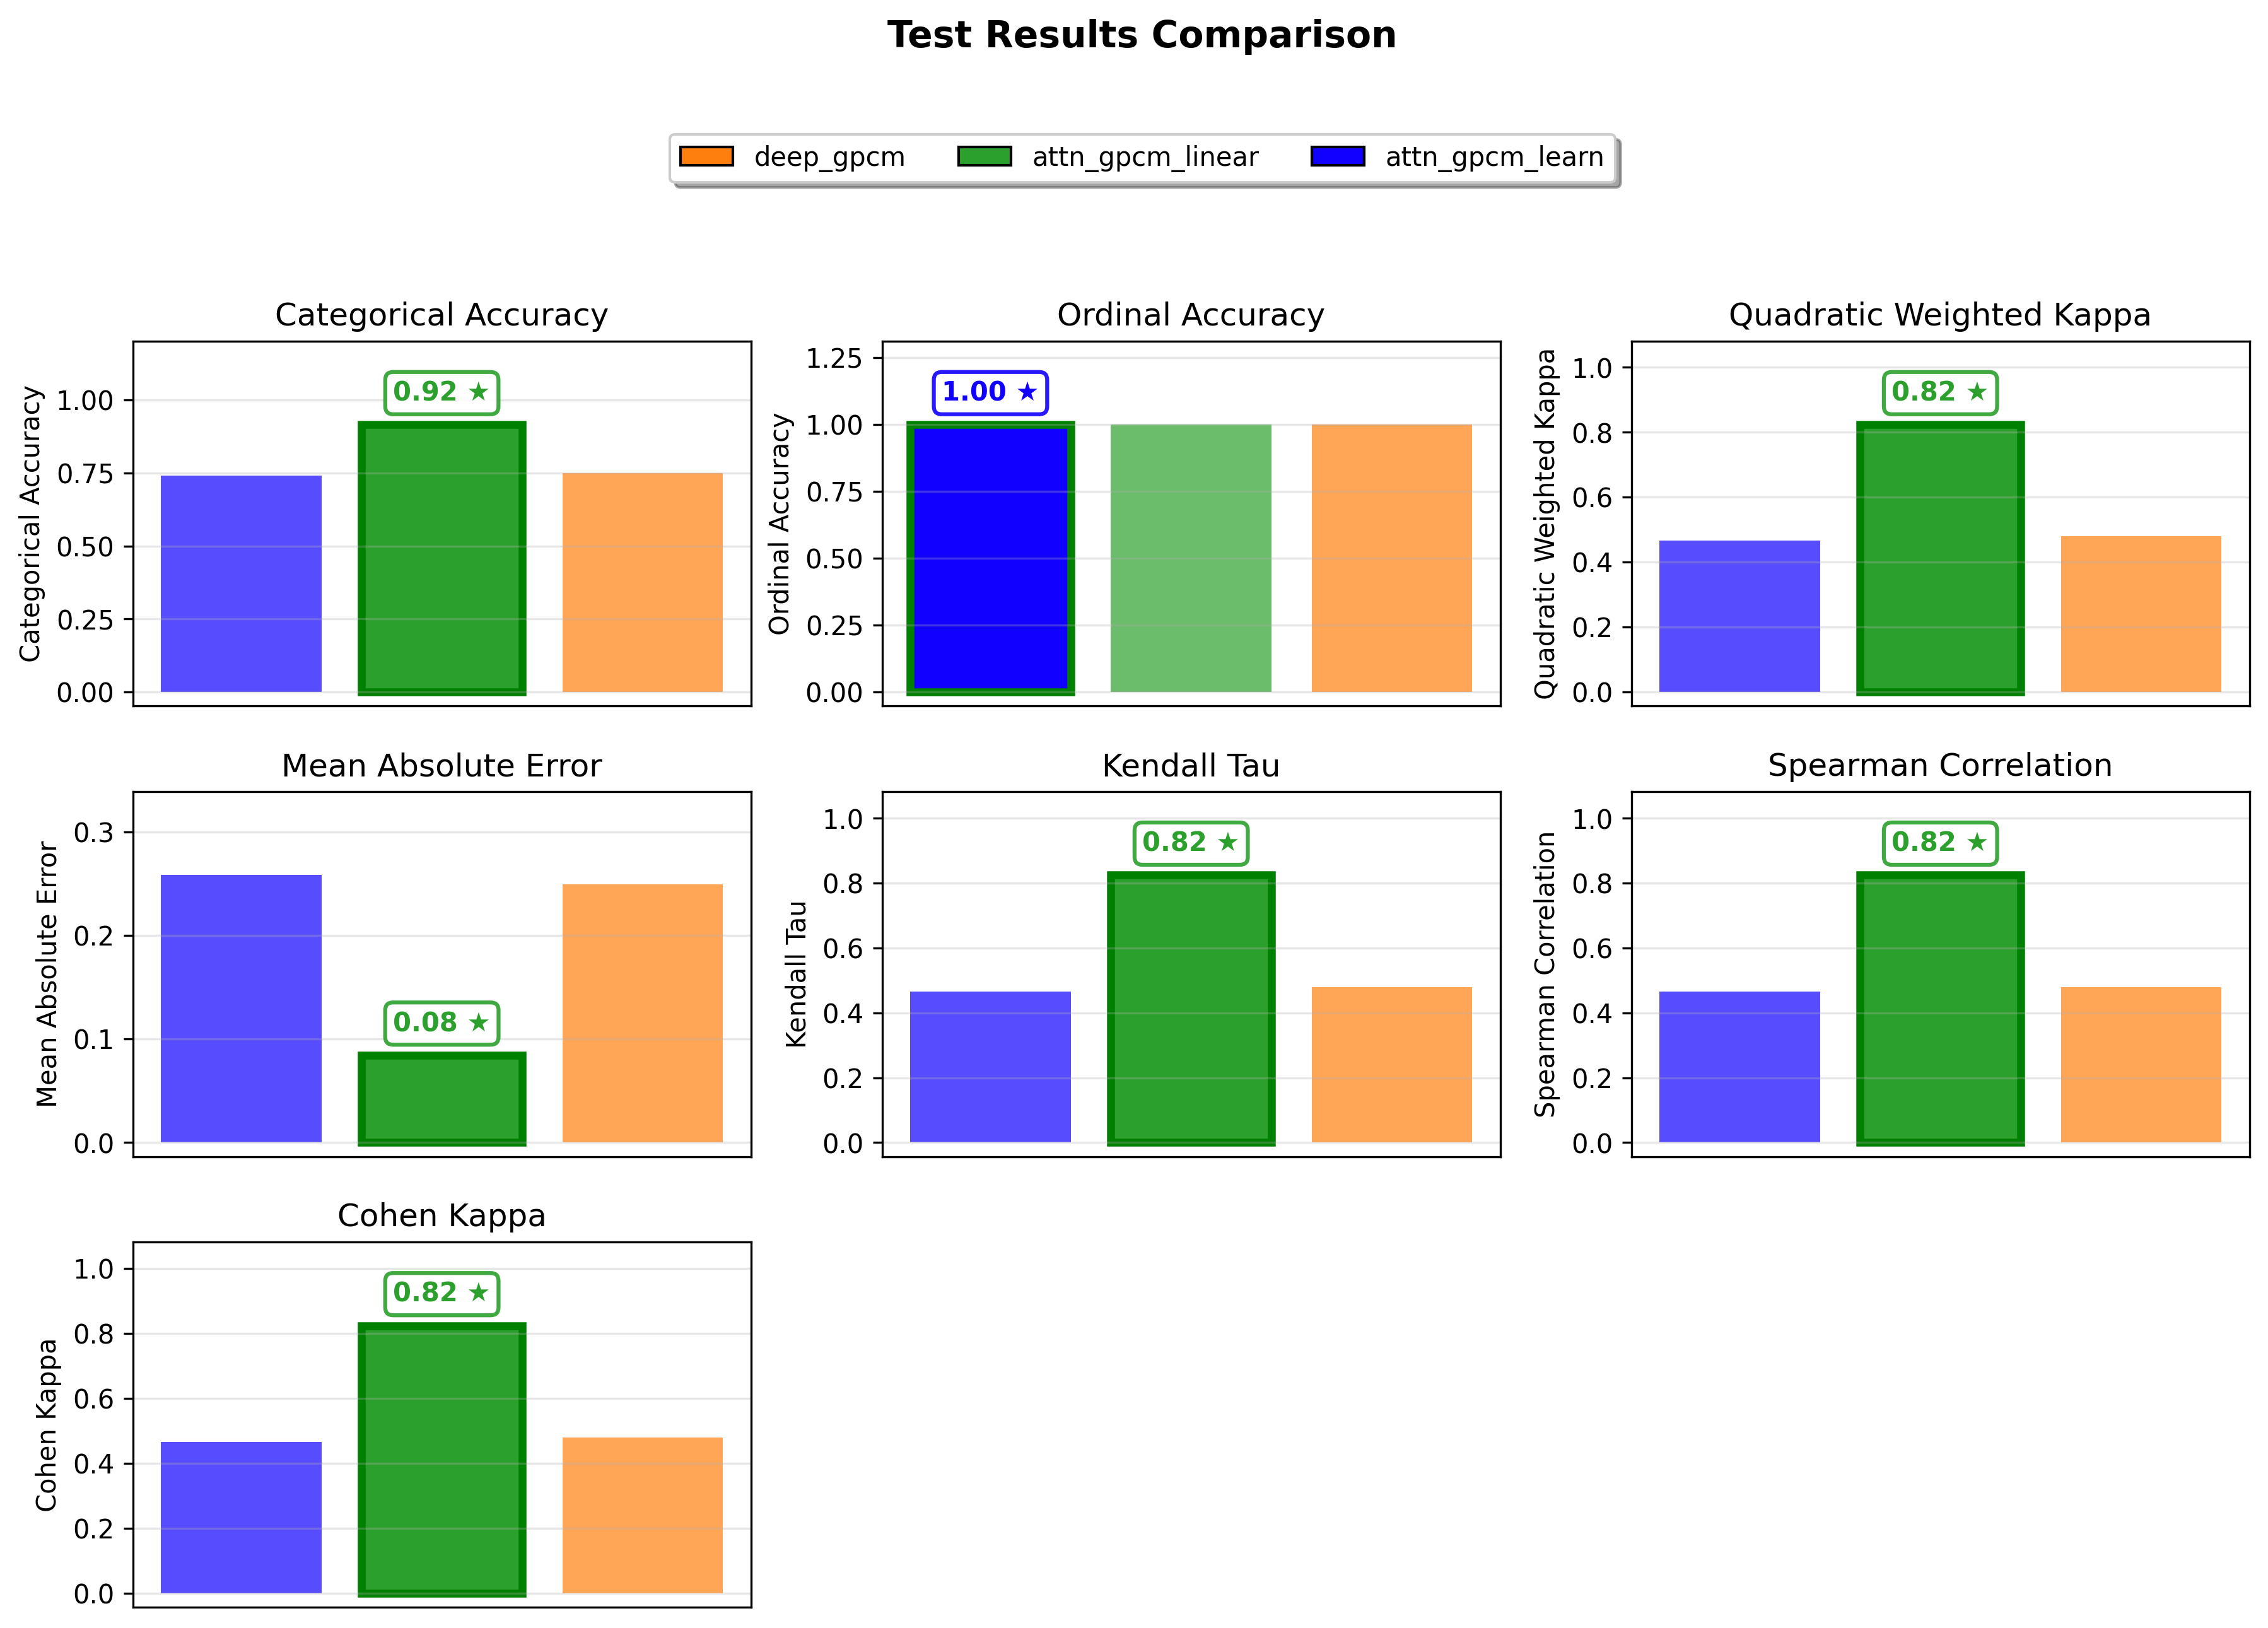 Test Results Comparison
deep_gpcm attn_gpcm_linear attn_gpcm_learn
Categorical Accuracy
Categorical Accuracy
1.00
0.75
0.50
0.25
0.00
0.92 ★
Ordinal Accuracy
Ordinal Accuracy
1.25
1.00
0.75
0.50
0.25
0.00
1.00 ★
Quadratic Weighted Kappa
Quadratic Weighted Kappa
1.0
0.8
0.6
0.4
0.2
0.0
0.82 ★
Mean Absolute Error
Mean Absolute Error
0.3
0.2
0.1
0.0
0.08 ★
Kendall Tau
Kendall Tau
1.0
0.8
0.6
0.4
0.2
0.0
0.82 ★
Spearman Correlation
Spearman Correlation
1.0
0.8
0.6
0.4
0.2
0.0
0.82 ★
Cohen Kappa
Cohen Kappa
1.0
0.8
0.6
0.4
0.2
0.0
0.82 ★